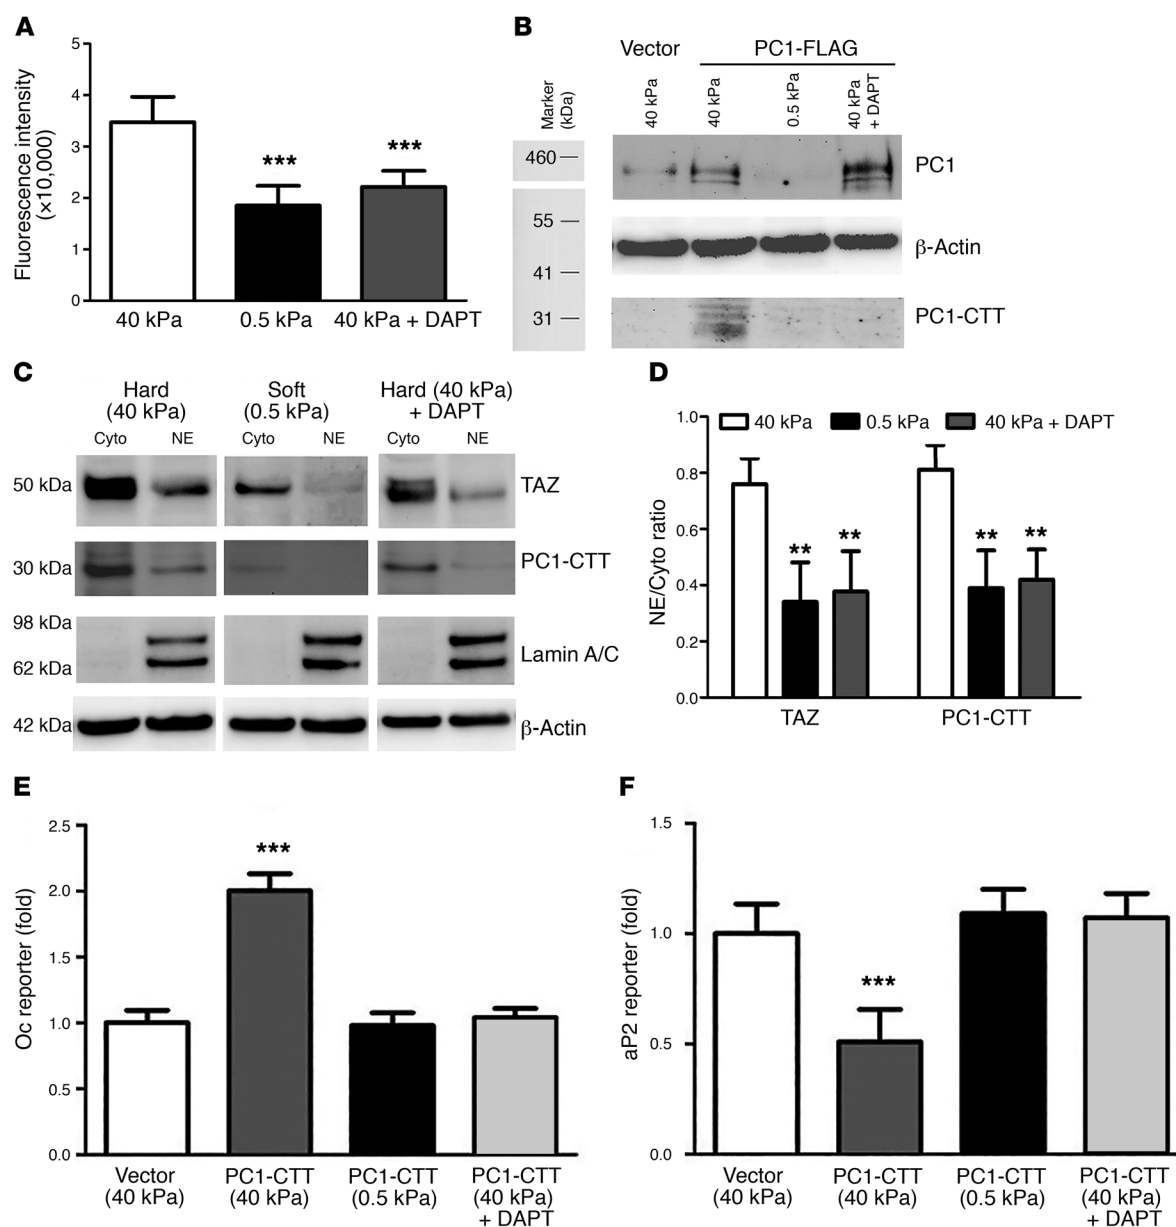 A
Fluorescence intensity
(×10,000)
5
4
3
2
1
0
***
***
40 kPa
0.5 kPa
40 kPa + DAPT
B
Vector
PC1-FLAG
Marker
(kDa)
40 kPa
40 kPa
0.5 kPa
40 kPa
+ DAPT
460
55
41
31
PC1
β-Actin
PC1-CTT
C
Hard
(40 kPa)
Soft
(0.5 kPa)
Hard (40 kPa)
+ DAPT
Cyto
NE
Cyto
NE
Cyto
NE
50 kDa
TAZ
30 kDa
PC1-CTT
98 kDa
62 kDa
Lamin A/C
42 kDa
β-Actin
D
NE/Cyto ratio
1.0
0.8
0.6
0.4
0.2
0.0
40 kPa
0.5 kPa
40 kPa + DAPT
**
**
**
**
TAZ
PC1-CTT
E
Oc reporter (fold)
2.5
2.0
1.5
1.0
0.5
0.0
***
Vector
(40 kPa)
PC1-CTT
(40 kPa)
PC1-CTT
(0.5 kPa)
PC1-CTT
(40 kPa)
+ DAPT
F
aP2 reporter (fold)
1.5
1.0
0.5
0.0
***
Vector
(40 kPa)
PC1-CTT
(40 kPa)
PC1-CTT
(0.5 kPa)
PC1-CTT
(40 kPa)
+ DAPT